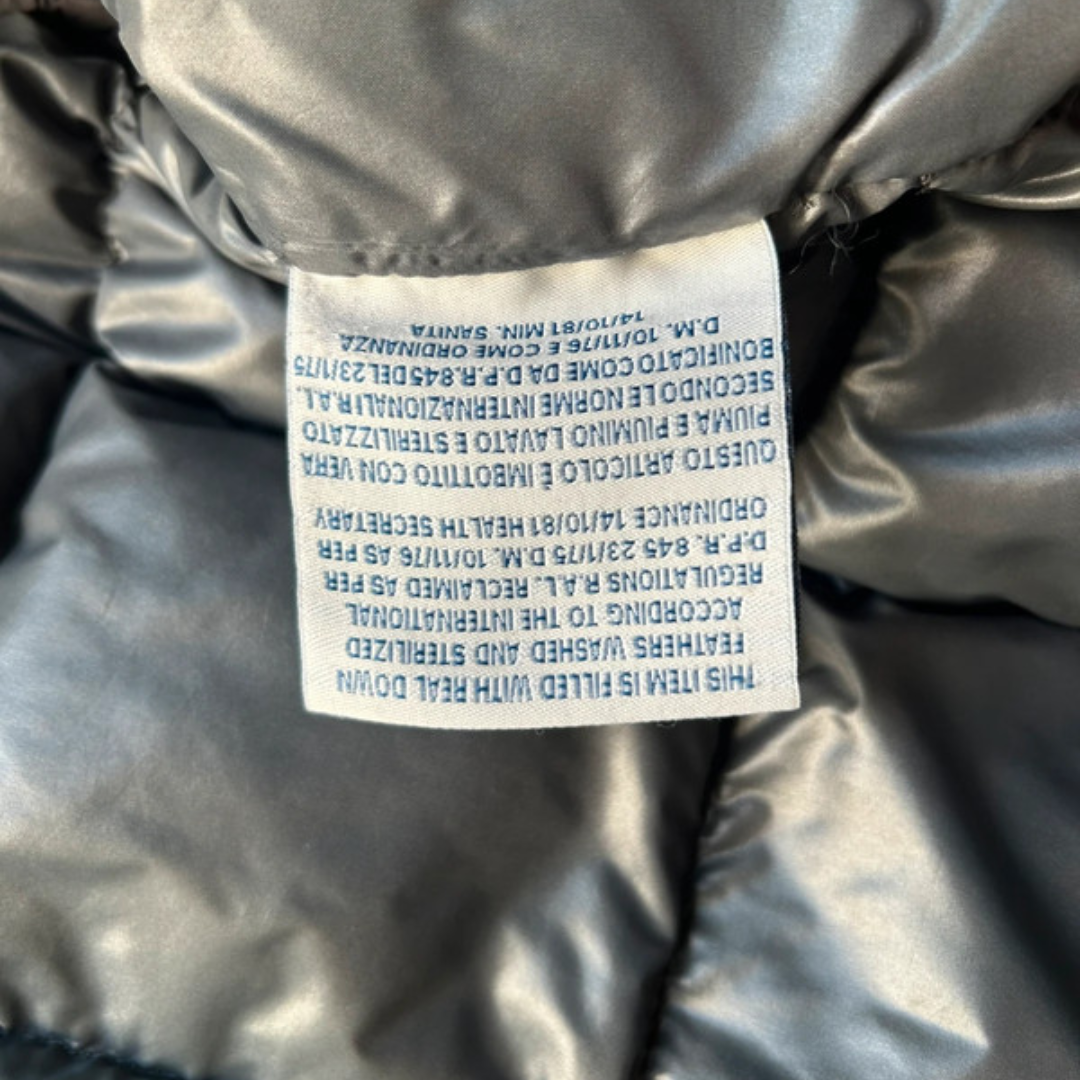 THIS ITEM IS FILLED WITH REAL DOWN
FEATHERS WASHED AND STERILIZED
ACCORDING TO THE INTERNATIONAL
REGULATIONS R.A.L. RECLAIMED AS PER
D.P.R. 845 23/1/75 D.M. 10/11/76 AS PER
ORDINANCE 14/10/81 HEALTH SECRETARY
QUESTO ARTICOLO È IMBOTTITO CON VERA
PIUMA E PIUMINO LAVATO E STERILIZZATO
SECONDO LE NORME INTERNAZIONALI R.A.L.
BONIFICATO COME DA D.P.R. 845 DEL 23/1/75
D.M. 10/11/76 E COME ORDINANZA
14/10/81 MIN. SANITA